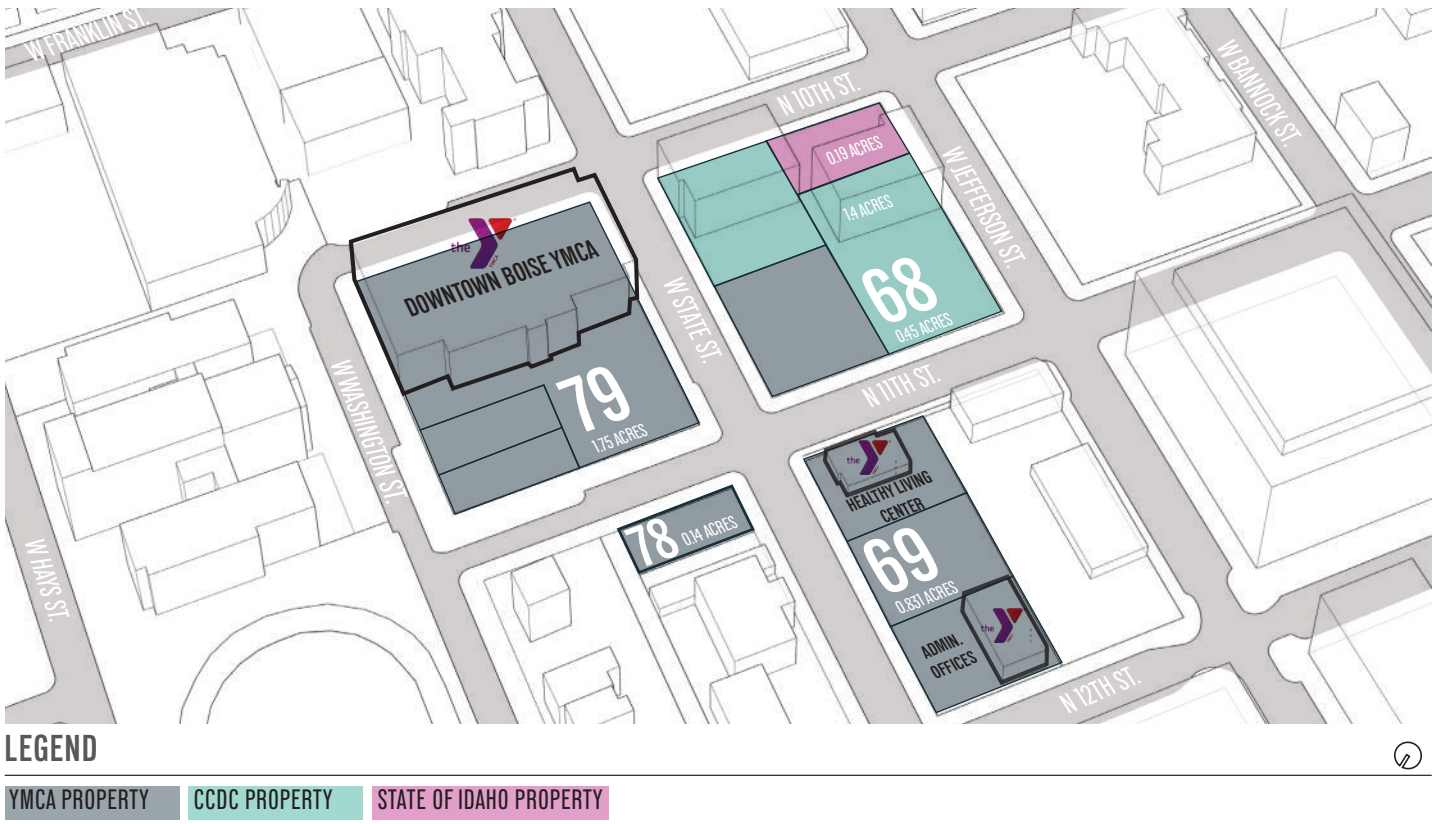 W FRANKLIN ST.
N 10TH ST.
W BANNOCK ST.
0.19 ACRES
W JEFFERSON ST.
1.4 ACRES
the
YMCA
DOWNTOWN BOISE YMCA
68
0.45 ACRES
W STATE ST.
W WASHINGTON ST.
79
1.75 ACRES
N 11TH ST.
the
HEALTHY LIVING
CENTER
78 0.14 ACRES
69
0.831 ACRES
W HAYS ST.
the
ADMIN.
OFFICES
N 12TH ST.
LEGEND
YMCA PROPERTY
CCDC PROPERTY
STATE OF IDAHO PROPERTY